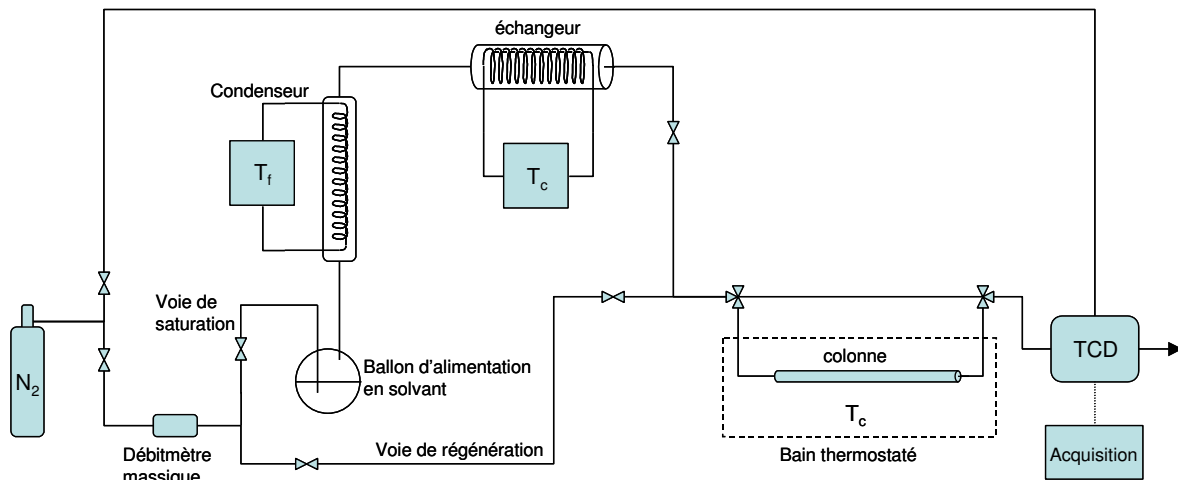 échangeur
Condenseur
T_f
T_c
Voie de
saturation
Ballon d'alimentation
en solvant
N₂
TCD
colonne
T_c
Voie de régénération
Bain thermostaté
Débitmètre
massique
Acquisition